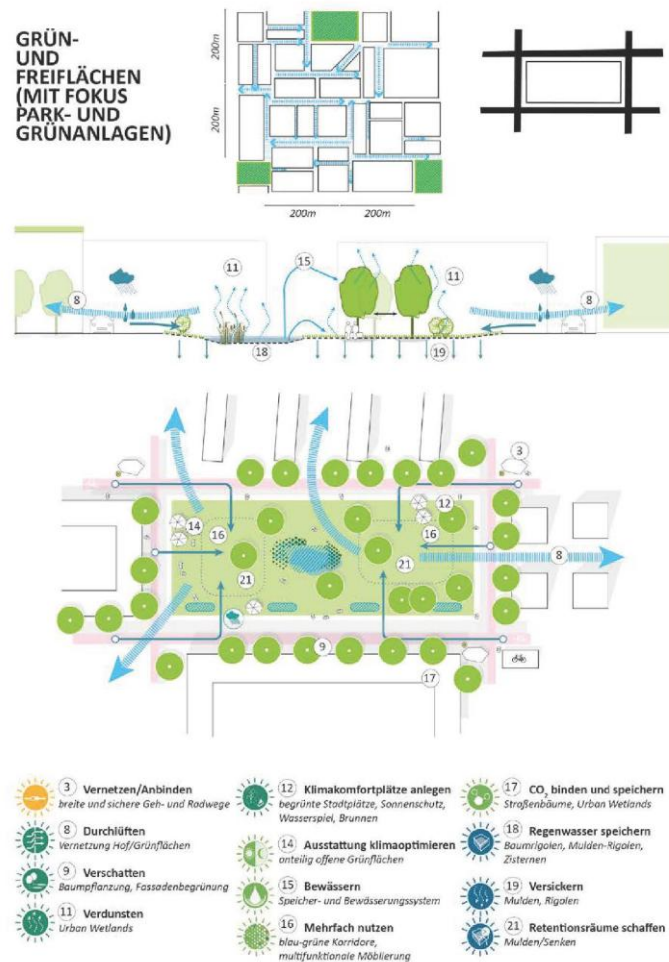 GRÜN-
UND
FREIFLÄCHEN
(MIT FOKUS
PARK- UND
GRÜNANLAGEN)
200m
200m
200m
200m
8
11
15
11
8
18
19
3
12
14
16
16
21
21
8
9
17
3 Vernetzen/Anbinden
breite und sichere Geh- und Radwege
8 Durchlüften
Vernetzung Hof/Grünflächen
9 Verschatten
Baumpflanzung, Fassadenbegrünung
11 Verdunsten
Urban Wetlands
12 Klimakomfortplätze anlegen
begrünte Stadtplätze, Sonnenschutz,
Wasserspiel, Brunnen
14 Ausstattung klimaoptimieren
anteilig offene Grünflächen
15 Bewässern
Speicher- und Bewässerungssystem
16 Mehrfach nutzen
blau-grüne Korridore,
multifunktionale Möblierung
17 CO₂ binden und speichern
Straßenbäume, Urban Wetlands
18 Regenwasser speichern
Baumrigolen, Mulden-Rigolen,
Zisternen
19 Versickern
Mulden, Rigolen
21 Retentionsräume schaffen
Mulden/Senken